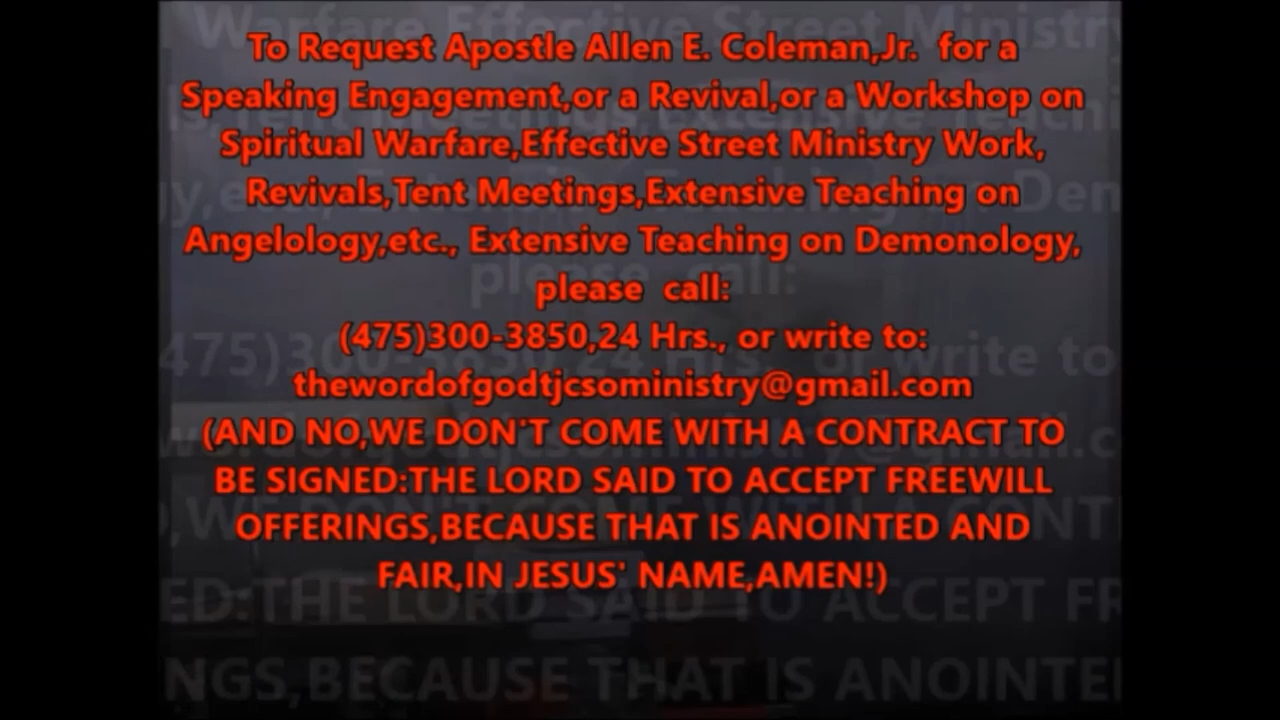 To Request Apostle Allen E. Coleman,Jr.  for a
Speaking Engagement,or a Revival,or a Workshop on
Spiritual Warfare,Effective Street Ministry Work,
Revivals,Tent Meetings,Extensive Teaching on
Angelology,etc., Extensive Teaching on Demonology,
please  call:
(475)300-3850,24 Hrs., or write to:
thewordofgodtjcsoministry@gmail.com
(AND NO,WE DON'T COME WITH A CONTRACT TO
BE SIGNED:THE LORD SAID TO ACCEPT FREEWILL
OFFERINGS,BECAUSE THAT IS ANOINTED AND
FAIR,IN JESUS' NAME,AMEN!)